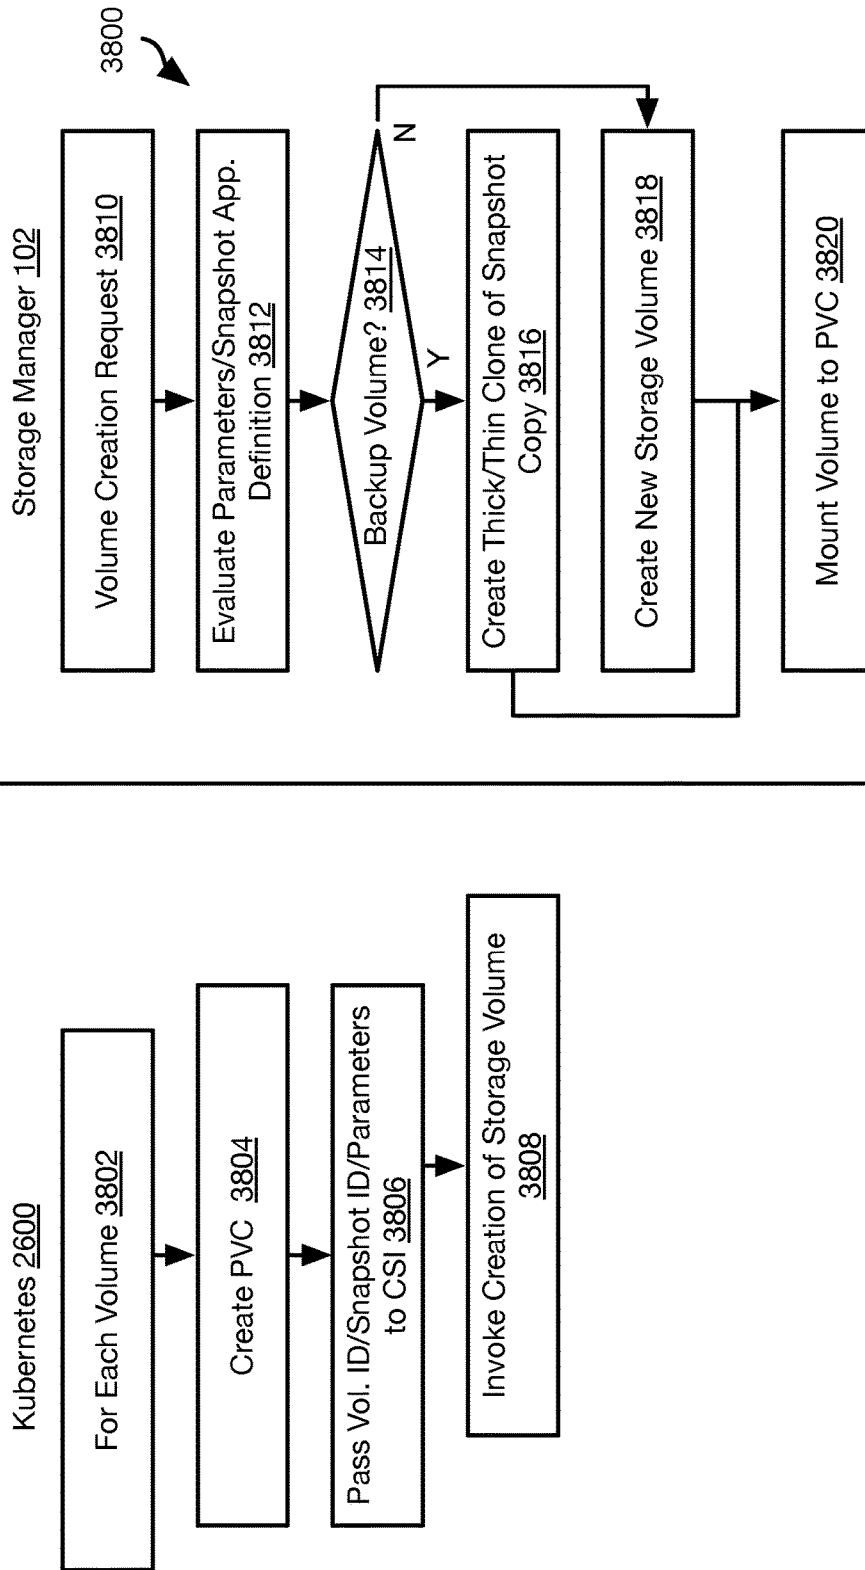 Kubernetes 2600
For Each Volume 3802
Create PVC 3804
Pass Vol. ID/Snapshot ID/Parameters
to CSI 3806
Invoke Creation of Storage Volume
3808
Storage Manager 102
3800
Volume Creation Request 3810
Evaluate Parameters/Snapshot App.
Definition 3812
Backup Volume? 3814
N
Y
Create Thick/Thin Clone of Snapshot
Copy 3816
Create New Storage Volume 3818
Mount Volume to PVC 3820